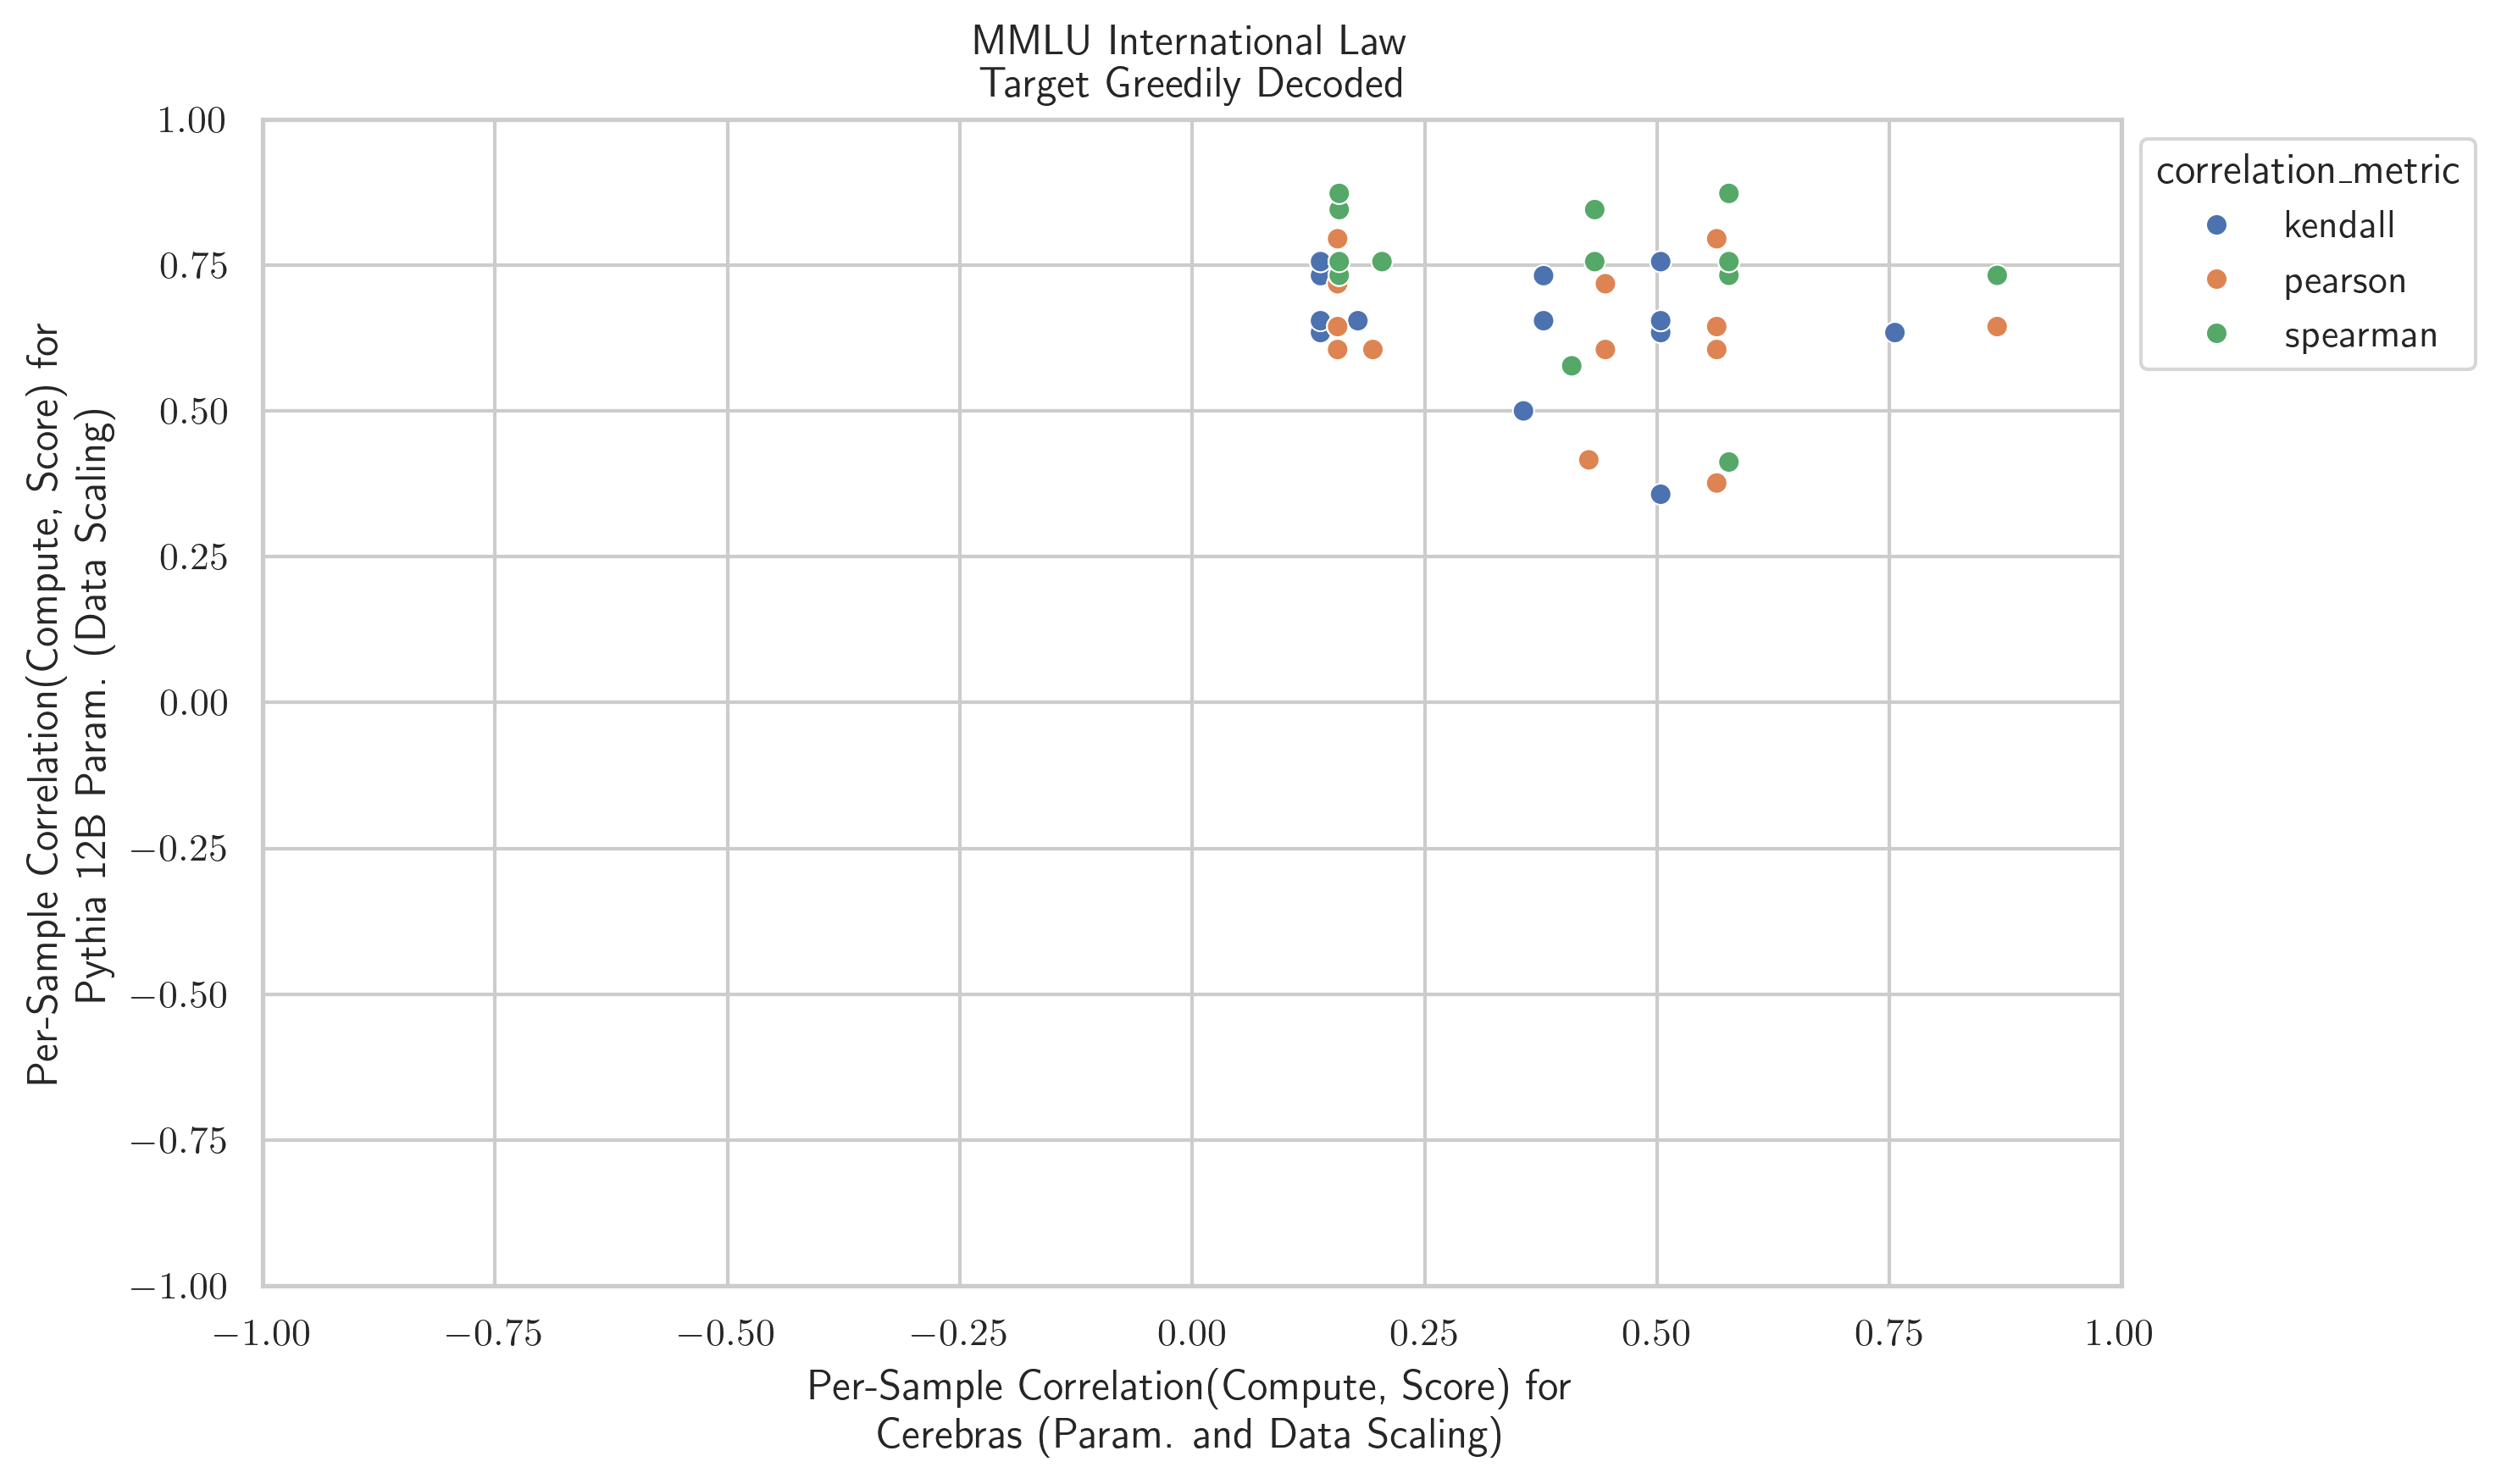 MMLU International Law
Target Greedily Decoded
1.00
0.75
0.50
0.25
0.00
−0.25
−0.50
−0.75
−1.00
Per-Sample Correlation(Compute, Score) for
Pythia 12B Param. (Data Scaling)
−1.00 −0.75 −0.50 −0.25 0.00 0.25 0.50 0.75 1.00
Per-Sample Correlation(Compute, Score) for
Cerebras (Param. and Data Scaling)
correlation_metric
kendall
pearson
spearman